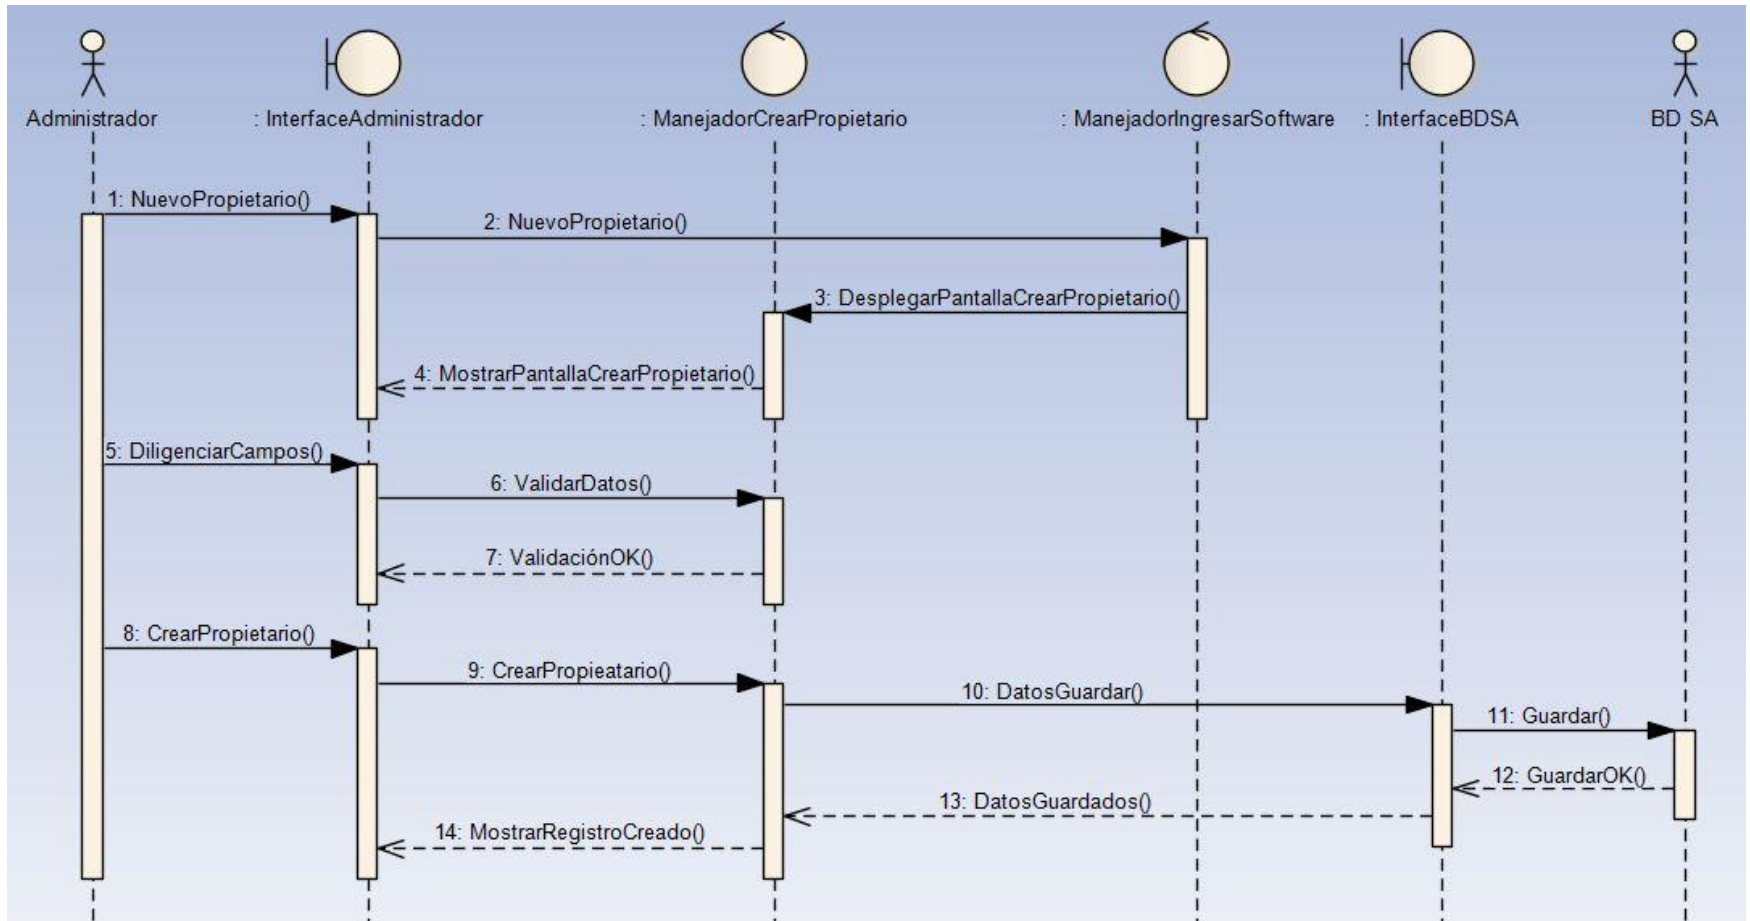 Administrador
: InterfaceAdministrador
: ManejadorCrearPropietario
: ManejadorIngresarSoftware
: InterfaceBDSA
BD SA
1: NuevoPropietario()
2: NuevoPropietario()
3: DesplegarPantallaCrearPropietario()
4: MostrarPantallaCrearPropietario()
5: DiligenciarCampos()
6: ValidarDatos()
7: ValidaciónOK()
8: CrearPropietario()
9: CrearPropieatario()
10: DatosGuardar()
11: Guardar()
12: GuardarOK()
13: DatosGuardados()
14: MostrarRegistroCreado()